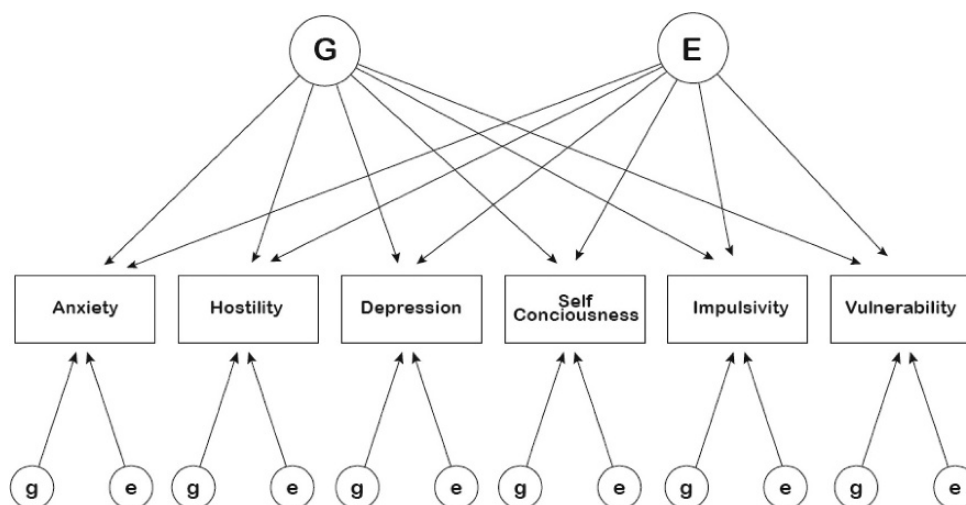 G
E
Anxiety
Hostility
Depression
Self
Conciousness
Impulsivity
Vulnerability
g
e
g
e
g
e
g
e
g
e
g
e